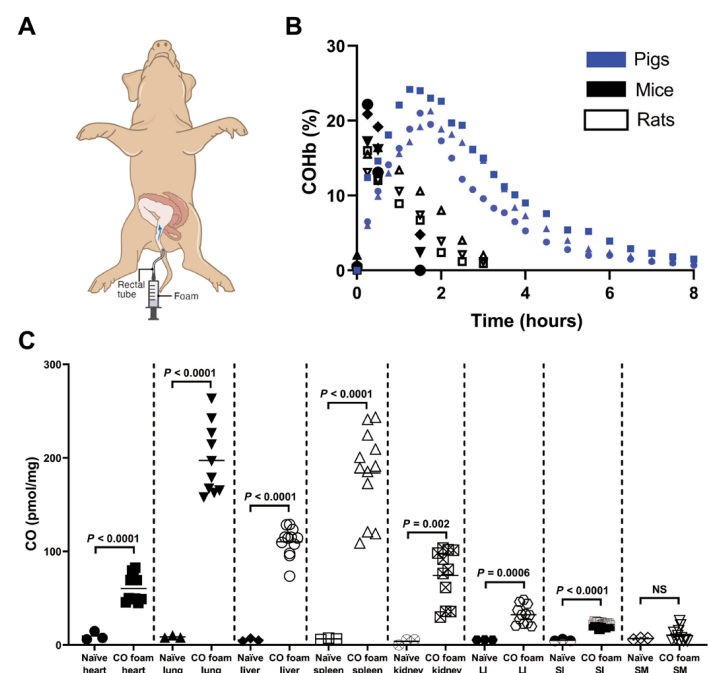 A
Rectal
tube
Foam
B
COHb (%)
30
20
10
0
0
2
4
6
8
Time (hours)
Pigs
Mice
Rats
C
CO (pmol/mg)
300
200
100
0
P < 0.0001
P < 0.0001
P < 0.0001
P < 0.0001
P = 0.002
P = 0.0006
P < 0.0001
NS
Naïve CO foam Naïve CO foam Naïve CO foam Naïve CO foam Naïve CO foam Naïve CO foam Naïve CO foam Naïve CO foam
heart heart lung lung liver liver spleen spleen kidney kidney LI LI SI SI SM SM